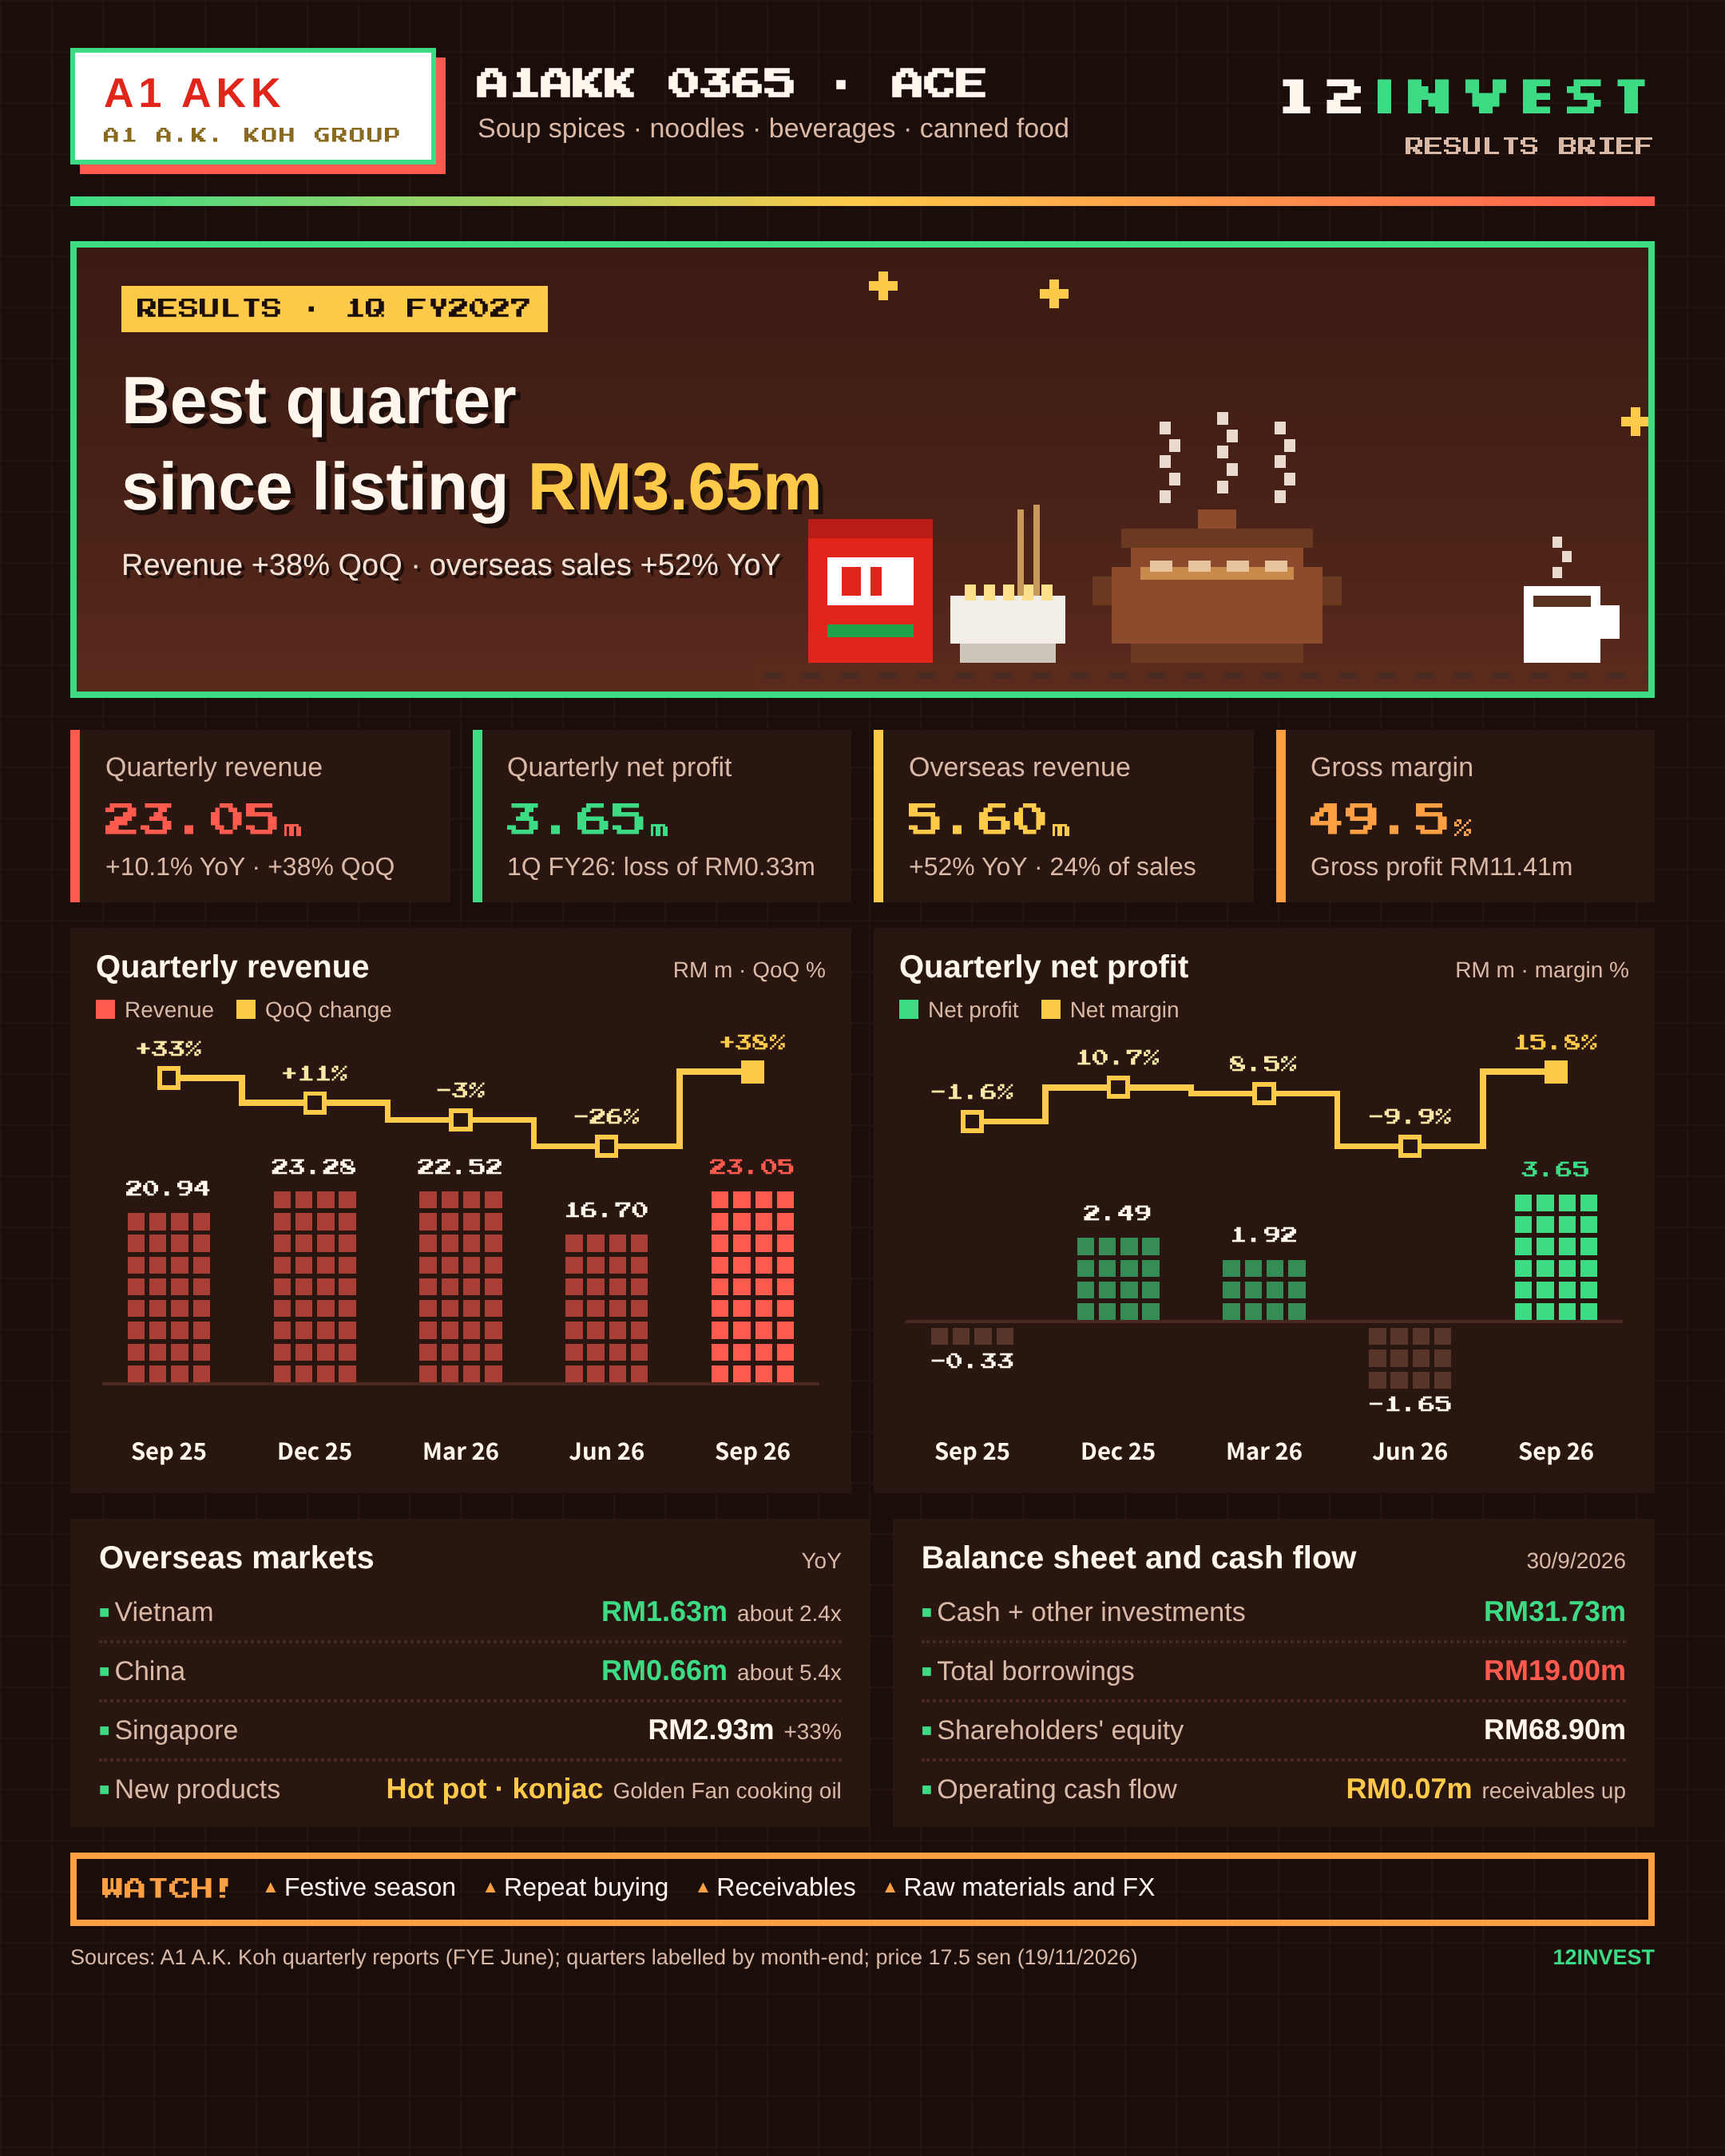 A1 AKK
A1 A.K. KOH GROUP
A1AKK 0365 · ACE
Soup spices · noodles · beverages · canned food
12INVEST
RESULTS BRIEF
RESULTS · 1Q FY2027
Best quarter
since listing RM3.65m
Revenue +38% QoQ · overseas sales +52% YoY
Quarterly revenue
23.05m
+10.1% YoY · +38% QoQ
Quarterly net profit
3.65m
1Q FY26: loss of RM0.33m
Overseas revenue
5.60m
+52% YoY · 24% of sales
Gross margin
49.5%
Gross profit RM11.41m
Quarterly revenue RM m · QoQ %
Revenue QoQ change
+33% +11% -3% -26% +38%
20.94 23.28 22.52 16.70 23.05
Sep 25 Dec 25 Mar 26 Jun 26 Sep 26
Quarterly net profit RM m · margin %
Net profit Net margin
-1.6% 10.7% 8.5% -9.9% 15.8%
-0.33 2.49 1.92 -1.65 3.65
Sep 25 Dec 25 Mar 26 Jun 26 Sep 26
Overseas markets YoY
Vietnam RM1.63m about 2.4x
China RM0.66m about 5.4x
Singapore RM2.93m +33%
New products Hot pot · konjac Golden Fan cooking oil
Balance sheet and cash flow 30/9/2026
Cash + other investments RM31.73m
Total borrowings RM19.00m
Shareholders' equity RM68.90m
Operating cash flow RM0.07m receivables up
WATCH! ▲ Festive season ▲ Repeat buying ▲ Receivables ▲ Raw materials and FX
Sources: A1 A.K. Koh quarterly reports (FYE June); quarters labelled by month-end; price 17.5 sen (19/11/2026)
12INVEST